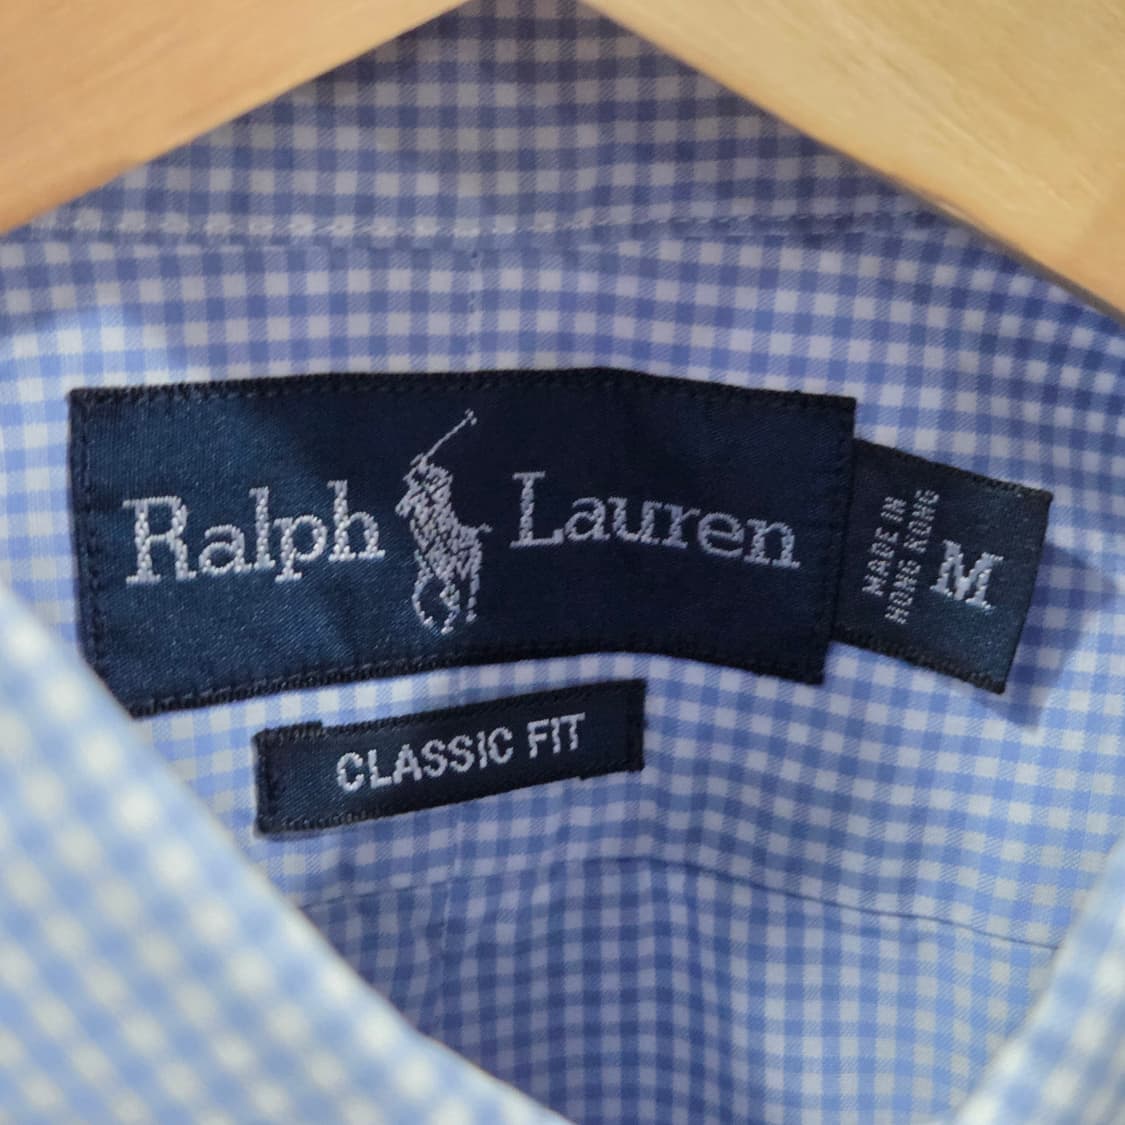 Ralph Lauren
MADE IN
HONG KONG
M
CLASSIC FIT